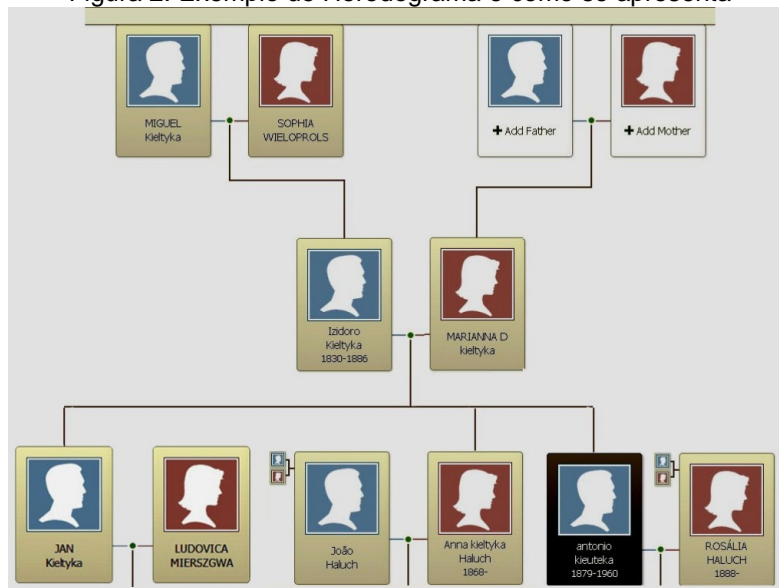 Figura 2: Exemplo de Heredograma e como se apresenta
MIGUEL
Kieltyka
SOPHIA
WIELOPROLS
+ Add Father
+ Add Mother
Izidoro
Kieltyka
1830-1886
MARIANNA D
kieltyka
JAN
Kieltyka
LUDOVICA
MIERSZGWA
João
Haluch
Anna kieltyka
Haluch
1868-
antonio
kieuteka
1879-1960
ROSÁLIA
HALUCH
1888-